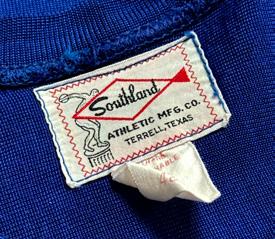 Southland
ATHLETIC MFG. CO.
TERRELL, TEXAS